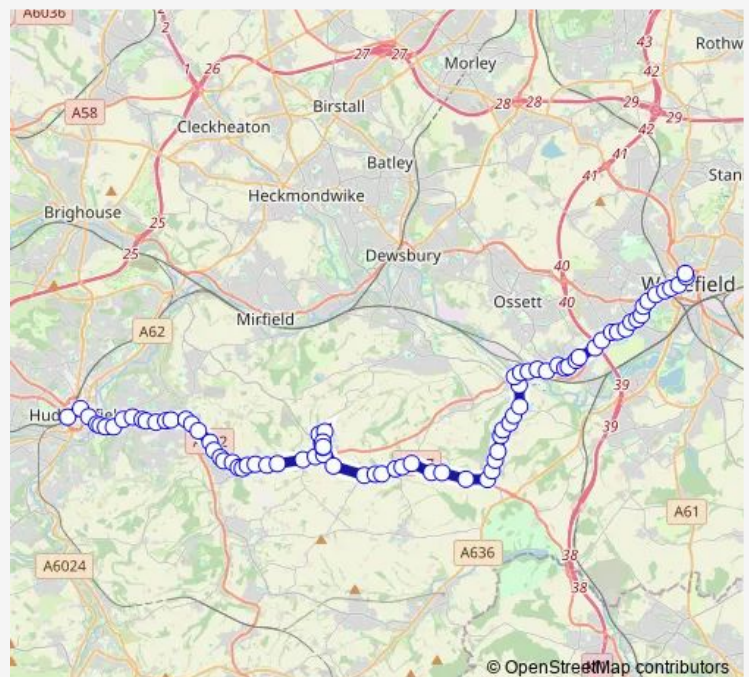 A6036
2
1
26
27
27
43
Rothw
Morley
42
A58
Birstall
28
28
29
29
Cleckheaton
42
Batley
41
41
Stan
Heckmondwike
Brighouse
25
25
Dewsbury
40
40
Ossett
Mirfield
A62
39
39
A61
A636
38
38
A6024
© OpenStreetMap contributors